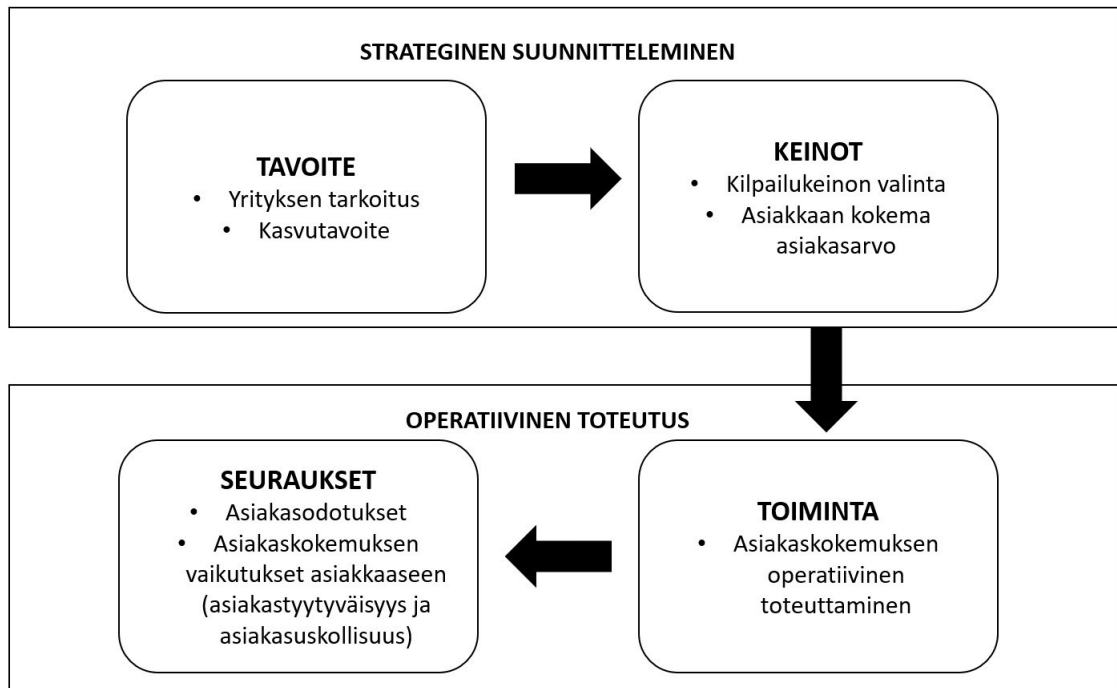 STRATEGINEN SUUNNITTELEMINEN
TAVOITE
• Yrityksen tarkoitus
• Kasvutavoite
KEINOT
• Kilpailukeinon valinta
• Asiakkaan kokema
asiakasarvo
OPERATIIVINEN TOTEUTUS
SEURAUKSET
• Asiakasodotukset
• Asiakaskokemuksen
vaikutukset asiakkaaseen
(asiakastyytyväisyys ja
asiakasuskollisuus)
TOIMINTA
• Asiakaskokemuksen
operatiivinen
toteuttaminen